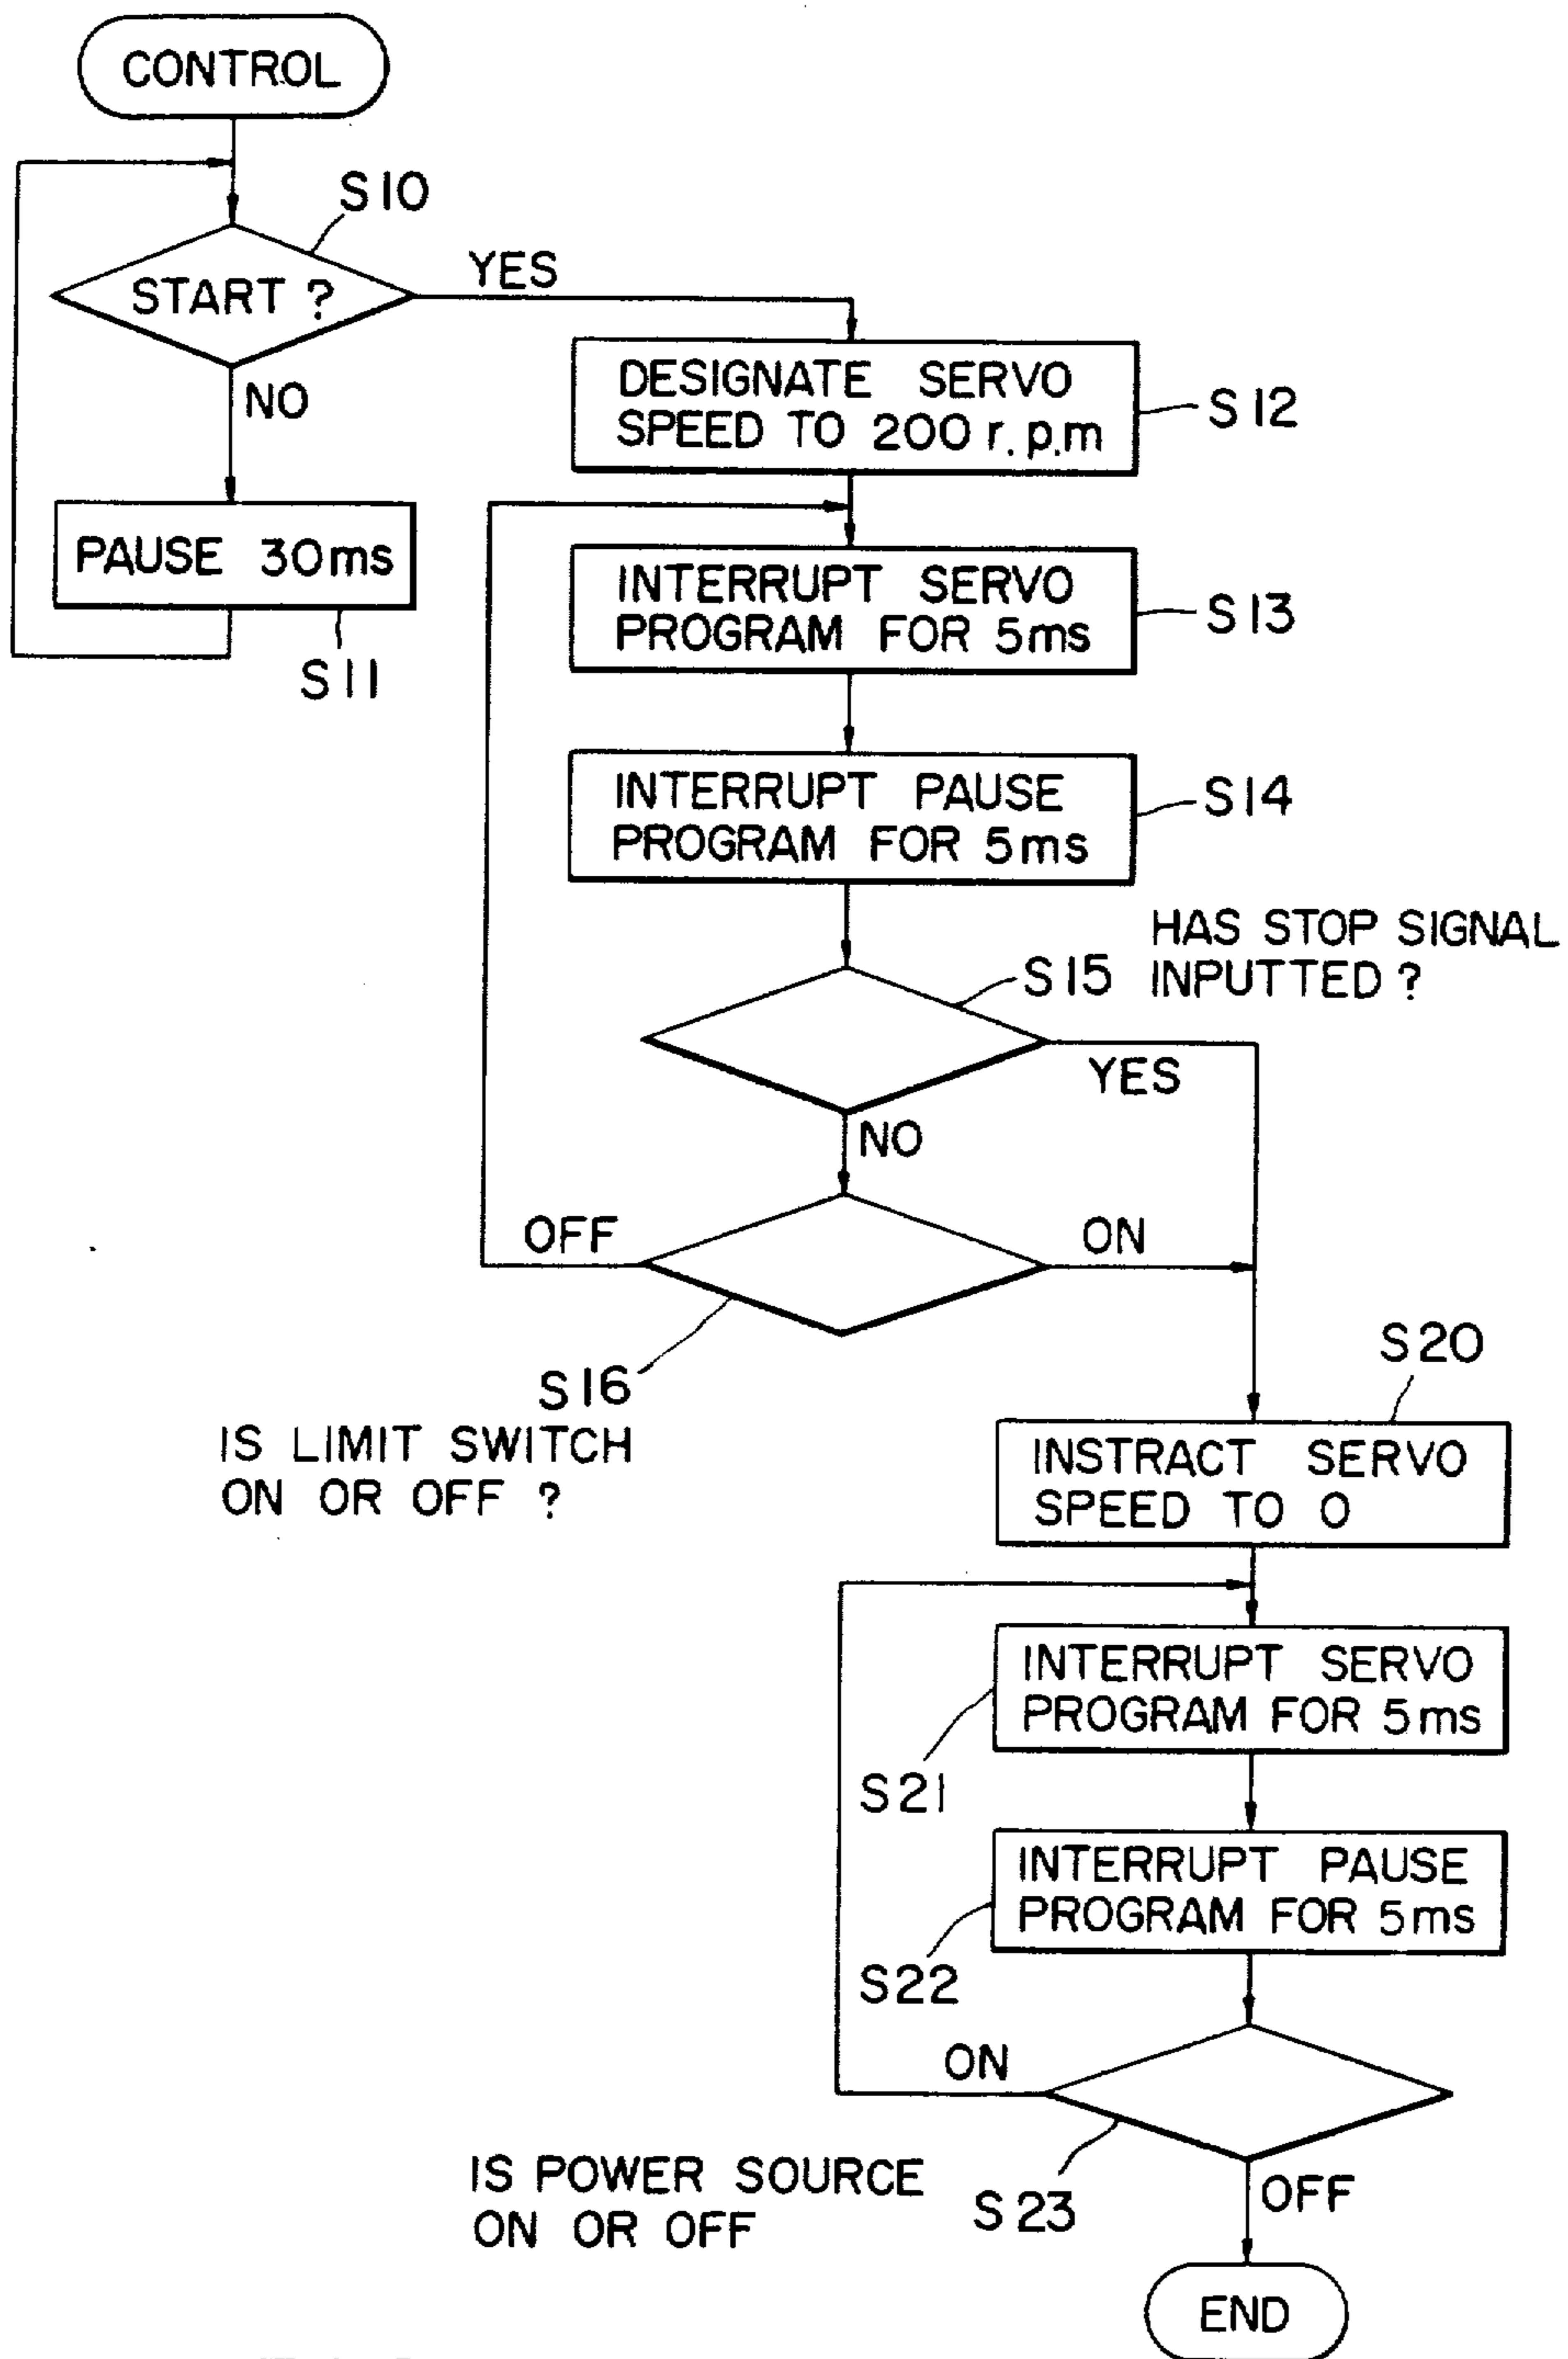 CONTROL
S10
START ?
YES
NO
DESIGNATE SERVO
SPEED TO 200 r.p.m
S12
PAUSE 30ms
S11
INTERRUPT SERVO
PROGRAM FOR 5ms
S13
INTERRUPT PAUSE
PROGRAM FOR 5ms
S14
HAS STOP SIGNAL
INPUTTED ?
S15
YES
NO
OFF
ON
S16
IS LIMIT SWITCH
ON OR OFF ?
S20
INSTRACT SERVO
SPEED TO 0
INTERRUPT SERVO
PROGRAM FOR 5ms
S21
INTERRUPT PAUSE
PROGRAM FOR 5ms
S22
ON
IS POWER SOURCE
ON OR OFF
S23
OFF
END